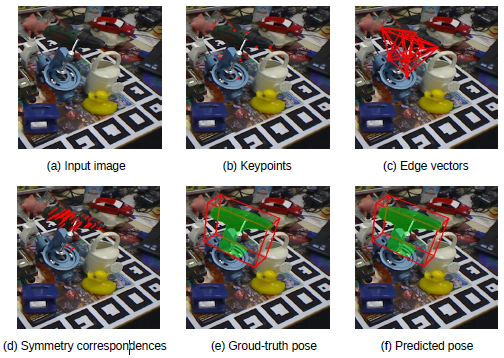 (a) Input image
(b) Keypoints
(c) Edge vectors
(d) Symmetry correspondences
(e) Groud-truth pose
(f) Predicted pose